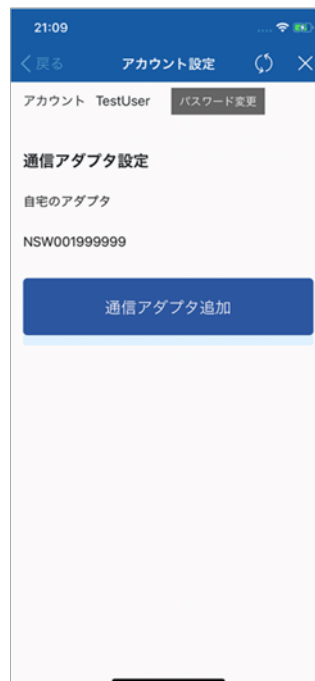 21:09
戻る アカウント設定
アカウント TestUser パスワード変更
通信アダプタ設定
自宅のアダプタ
NSW001999999
通信アダプタ追加